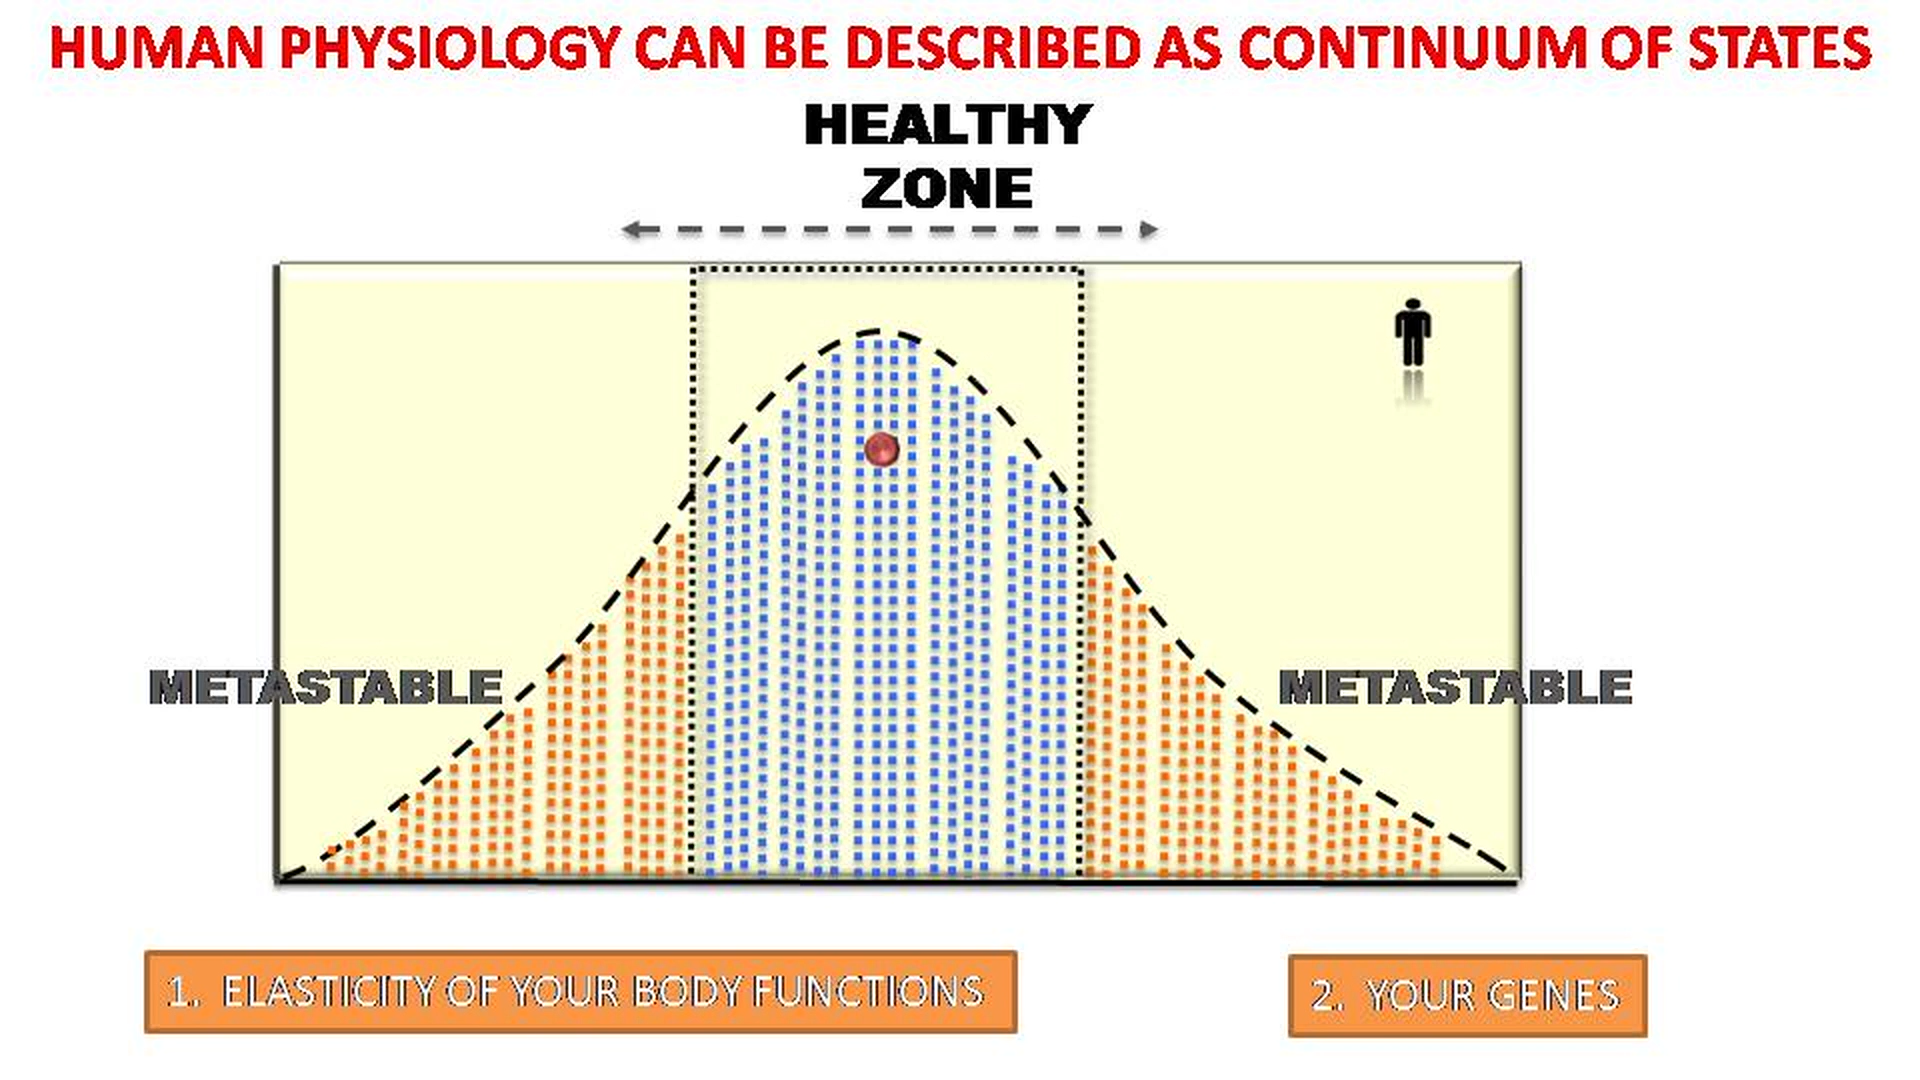 HUMAN PHYSIOLOGY CAN BE DESCRIBED AS CONTINUUM OF STATES
HEALTHY
ZONE
METASTABLE
METASTABLE
1. ELASTICITY OF YOUR BODY FUNCTIONS
2. YOUR GENES